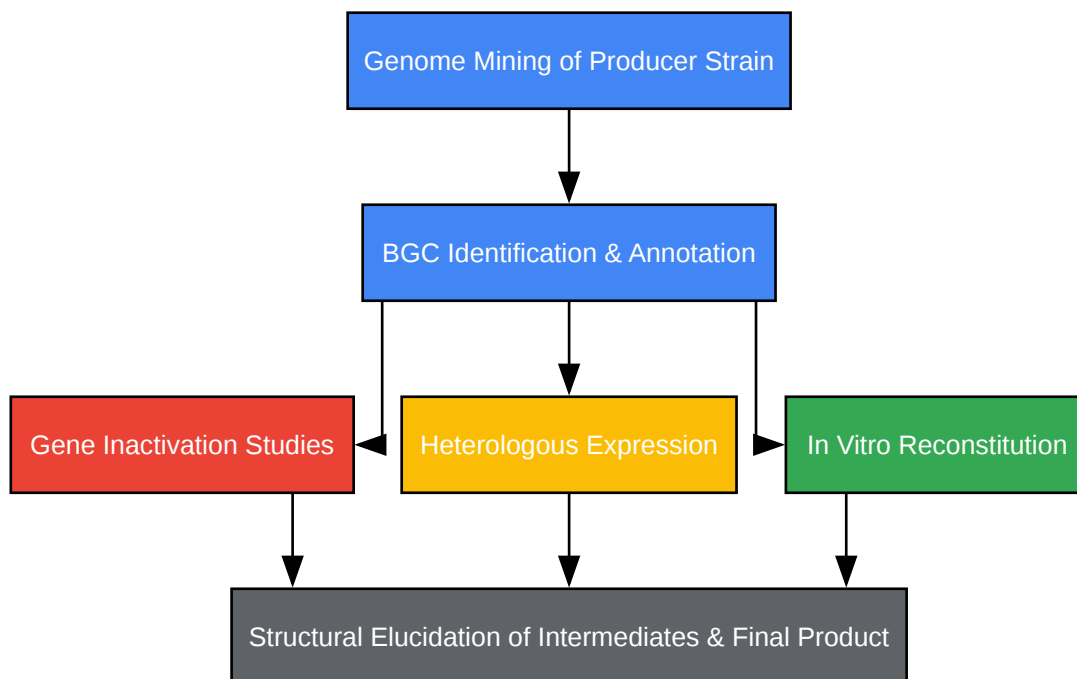 Genome Mining of Producer Strain
BGC Identification & Annotation
Gene Inactivation Studies
Heterologous Expression
In Vitro Reconstitution
Structural Elucidation of Intermediates & Final Product